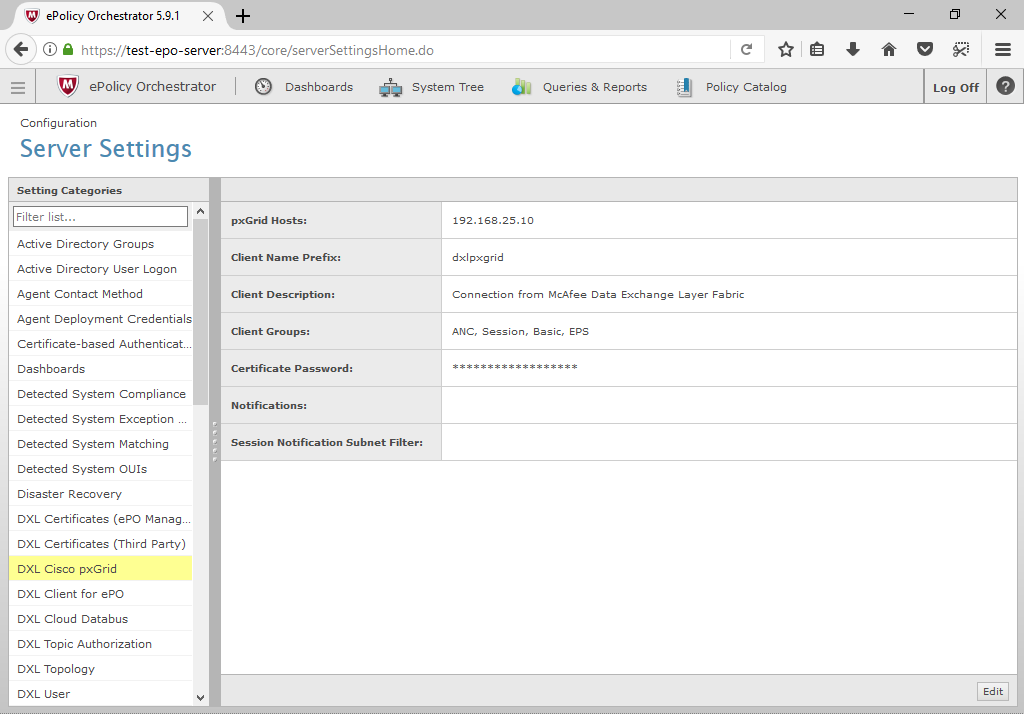 ePolicy Orchestrator 5.9.1
https://test-epo-server:8443/core/serverSettingsHome.do
ePolicy Orchestrator Dashboards System Tree Queries & Reports Policy Catalog Log Off
Configuration
Server Settings
Setting Categories
Filter list...
Active Directory Groups
Active Directory User Logon
Agent Contact Method
Agent Deployment Credentials
Certificate-based Authenticat...
Dashboards
Detected System Compliance
Detected System Exception ...
Detected System Matching
Detected System OUIs
Disaster Recovery
DXL Certificates (ePO Manag...
DXL Certificates (Third Party)
DXL Cisco pxGrid
DXL Client for ePO
DXL Cloud Databus
DXL Topic Authorization
DXL Topology
DXL User
pxGrid Hosts: 192.168.25.10
Client Name Prefix: dxlpxgrid
Client Description: Connection from McAfee Data Exchange Layer Fabric
Client Groups: ANC, Session, Basic, EPS
Certificate Password: ******************
Notifications:
Session Notification Subnet Filter:
Edit